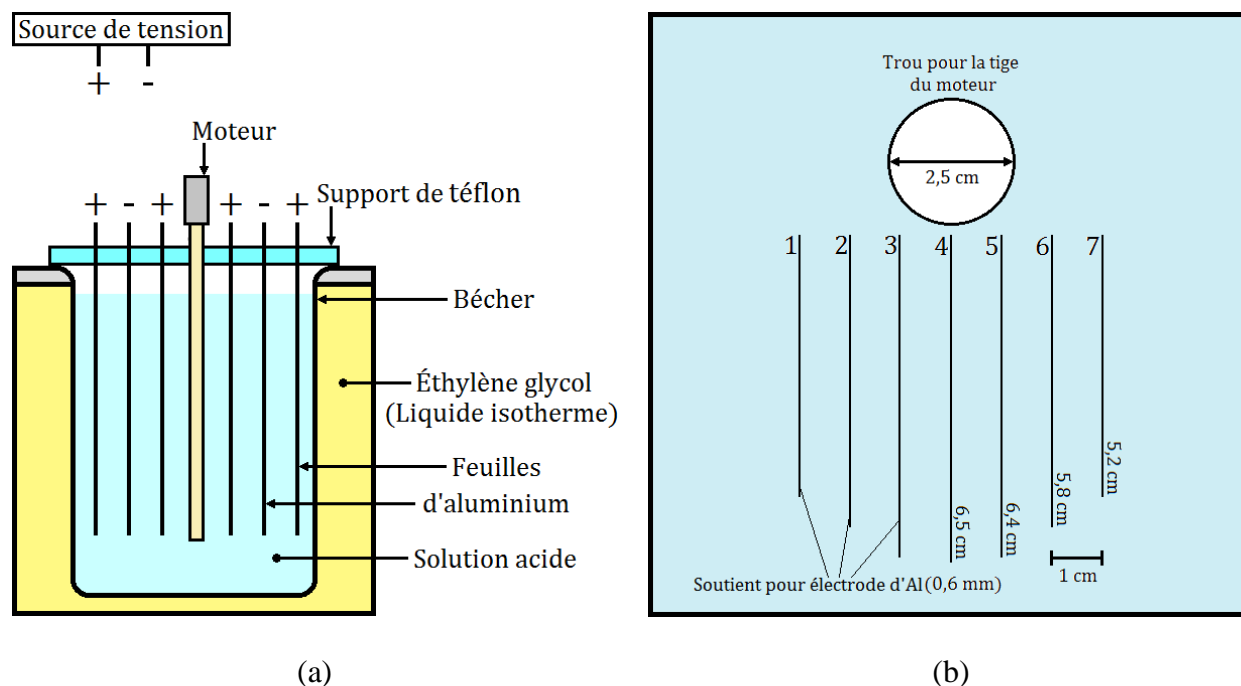 Source de tension
+ -
Moteur
+ - + + - +
Support de téflon
Bécher
Éthylène glycol
(Liquide isotherme)
Feuilles
d'aluminium
Solution acide
(a)
Trou pour la tige
du moteur
2,5 cm
1 2 3 4 5 6 7
5,2 cm
5,8 cm
6,4 cm
6,5 cm
1 cm
Soutient pour électrode d'Al(0,6 mm)
(b)